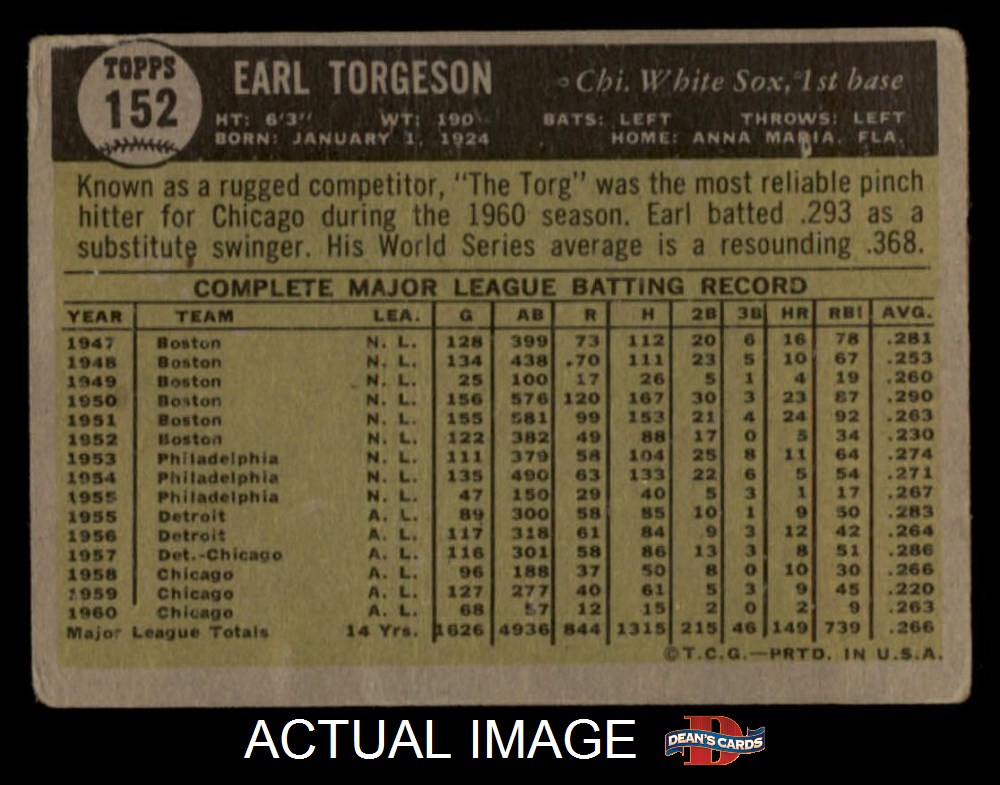 TOPPS
152
EARL TORGESON
Chi. White Sox, 1st base
HT: 6'3" WT: 190 BATS: LEFT THROWS: LEFT
BORN: JANUARY 1, 1924 HOME: ANNA MARIA, FLA.
Known as a rugged competitor, "The Torg" was the most reliable pinch
hitter for Chicago during the 1960 season. Earl batted .293 as a
substitute swinger. His World Series average is a resounding .368.
COMPLETE MAJOR LEAGUE BATTING RECORD
YEAR TEAM LEA. G AB R H 2B 3B HR RBI AVG.
1947 Boston N. L. 128 399 73 112 20 6 16 78 .281
1948 Boston N. L. 134 438 70 111 23 5 10 67 .253
1949 Boston N. L. 25 100 17 26 5 1 4 19 .260
1950 Boston N. L. 156 576 120 167 30 3 23 87 .290
1951 Boston N. L. 155 581 99 153 21 4 24 92 .263
1952 Boston N. L. 122 382 49 88 17 0 5 34 .230
1953 Philadelphia N. L. 111 379 58 104 25 8 11 64 .274
1954 Philadelphia N. L. 135 490 63 133 22 6 5 54 .271
1955 Philadelphia N. L. 47 150 29 40 5 3 1 17 .267
1955 Detroit A. L. 89 300 58 85 10 1 9 50 .283
1956 Detroit A. L. 117 318 61 84 9 3 12 42 .264
1957 Det.-Chicago A. L. 116 301 58 86 13 3 8 51 .286
1958 Chicago A. L. 96 188 37 50 8 0 10 30 .266
1959 Chicago A. L. 127 277 40 61 5 3 9 45 .220
1960 Chicago A. L. 68 57 12 15 2 0 2 9 .263
Major League Totals 14 Yrs. 1626 4936 844 1315 215 46 149 739 .266
©T.C.G.—PRTD. IN U.S.A.
ACTUAL IMAGE
DEAN'S CARDS